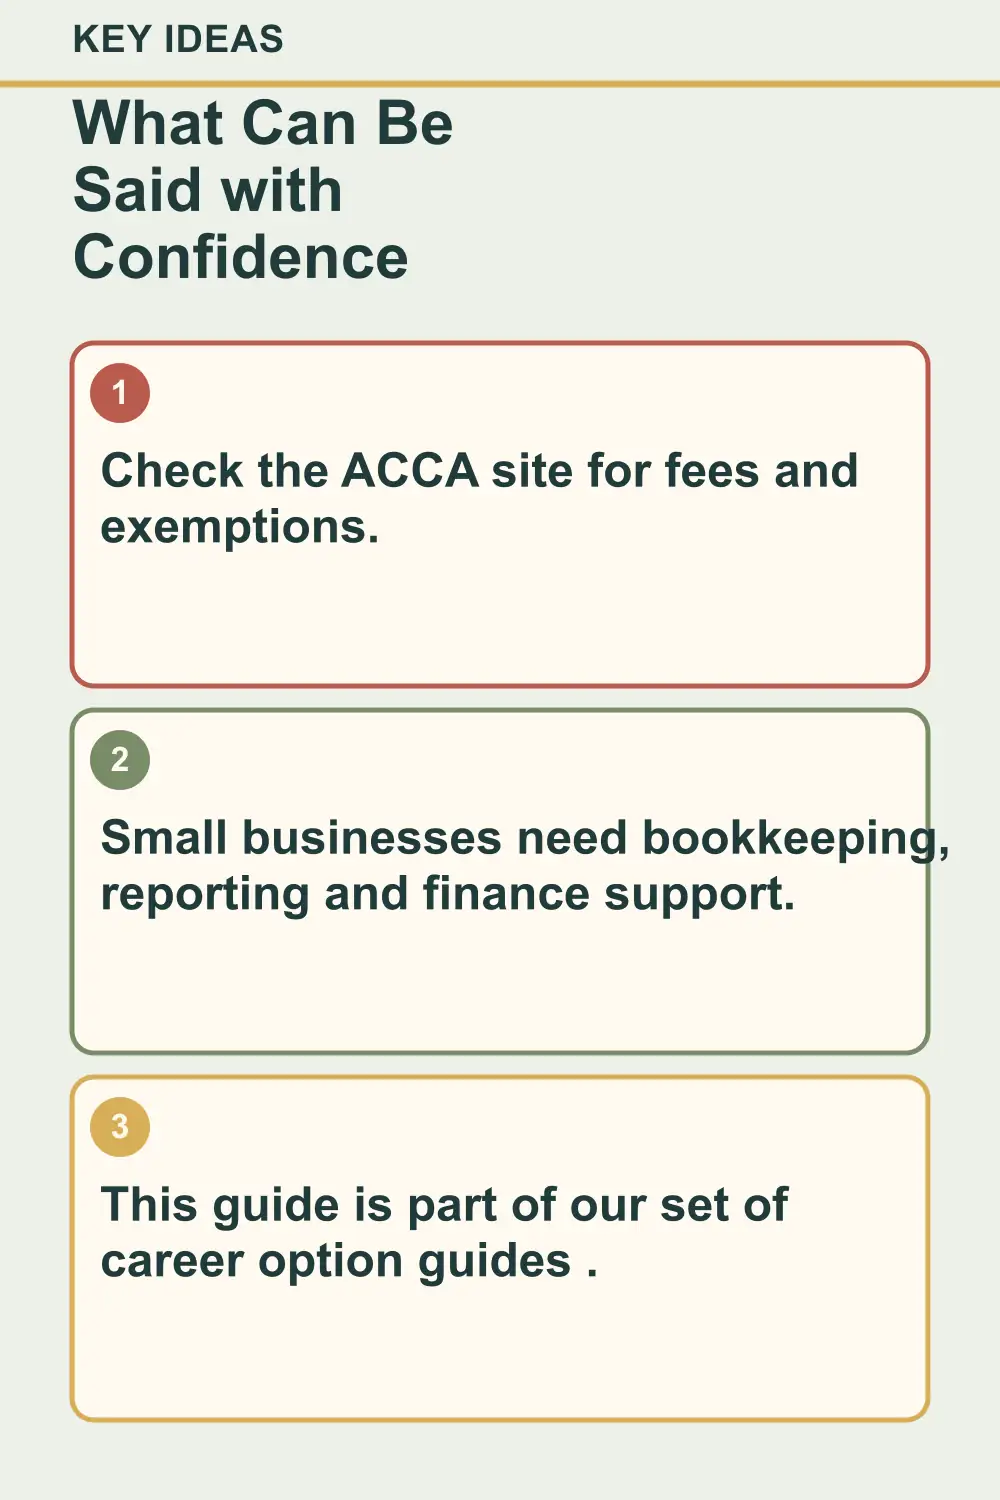 KEY IDEAS
What Can Be
Said with
Confidence
1
Check the ACCA site for fees and
exemptions.
2
Small businesses need bookkeeping,
reporting and finance support.
3
This guide is part of our set of
career option guides .